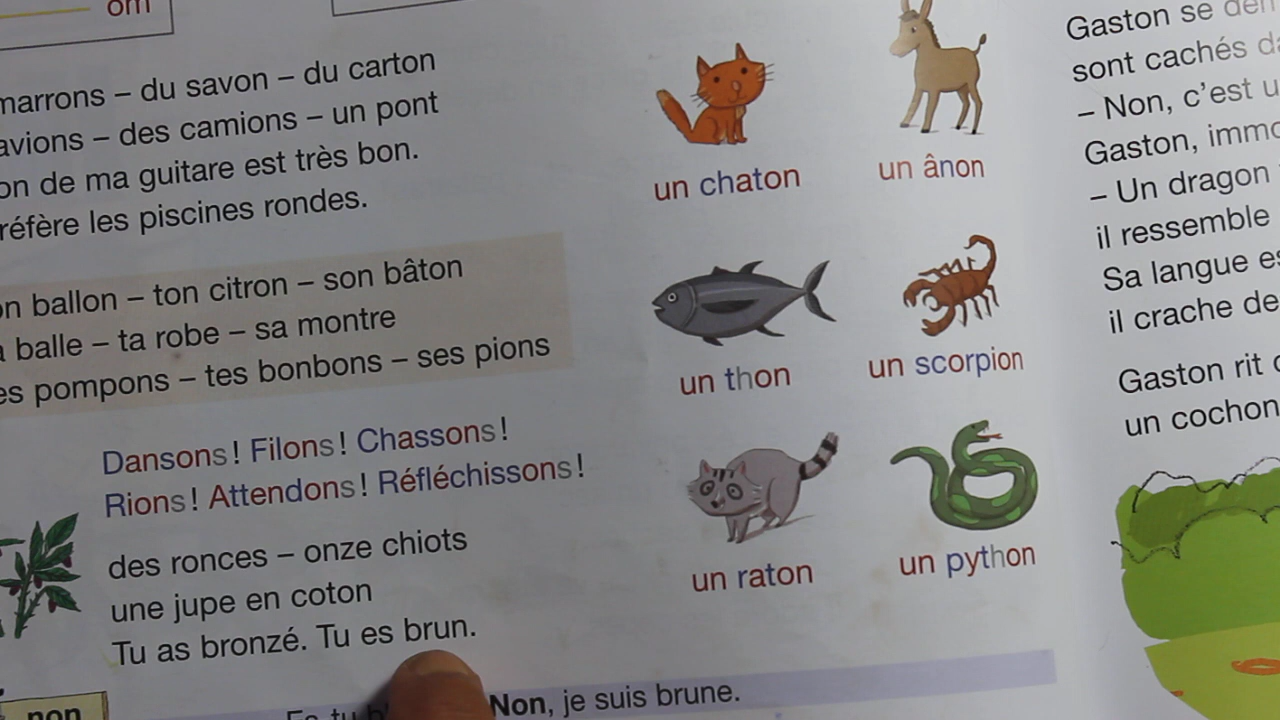 om
marrons – du savon – du carton
avions – des camions – un pont
on de ma guitare est très bon.
réfère les piscines rondes.
on ballon – ton citron – son bâton
a balle – ta robe – sa montre
es pompons – tes bonbons – ses pions
Dansons ! Filons ! Chassons !
Rions ! Attendons ! Réfléchissons !
des ronces – onze chiots
une jupe en coton
Tu as bronzé. Tu es brun.
non
Es tu Non, je suis brune.
un chaton
un ânon
un thon
un scorpion
un raton
un python
Gaston se
sont cachés
– Non, c'est
Gaston,
– Un dragon
il ressemble
Sa langue
il crache de
Gaston rit
un cochon